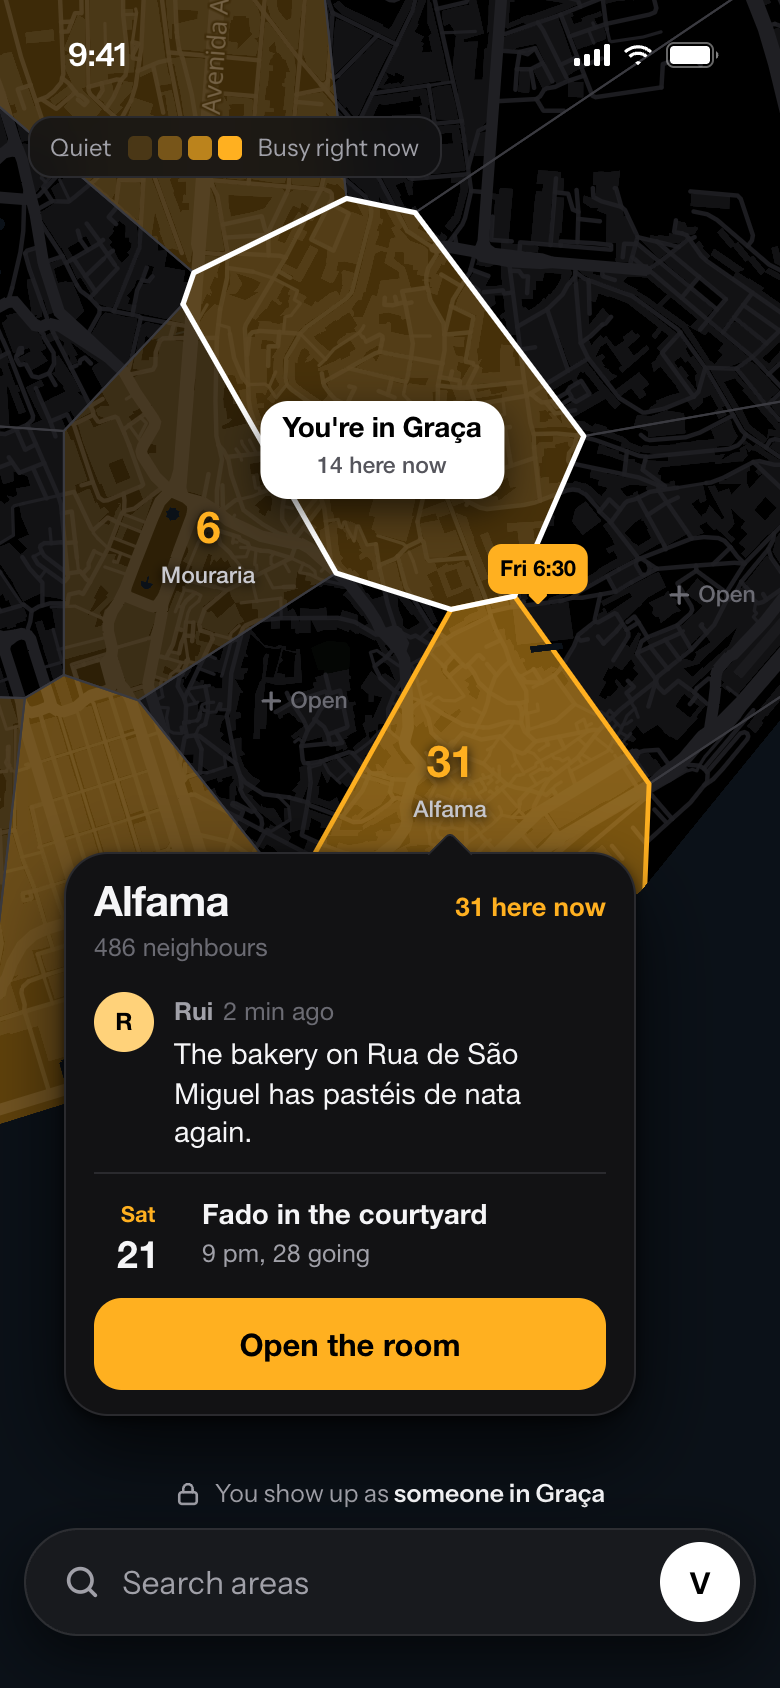 9:41
Avenida A
Quiet
Busy right now
You're in Graça
14 here now
6
Mouraria
Fri 6:30
+ Open
+ Open
31
Alfama
Alfama
31 here now
486 neighbours
R
Rui 2 min ago
The bakery on Rua de São
Miguel has pastéis de nata
again.
Sat
21
Fado in the courtyard
9 pm, 28 going
Open the room
You show up as someone in Graça
Search areas
V